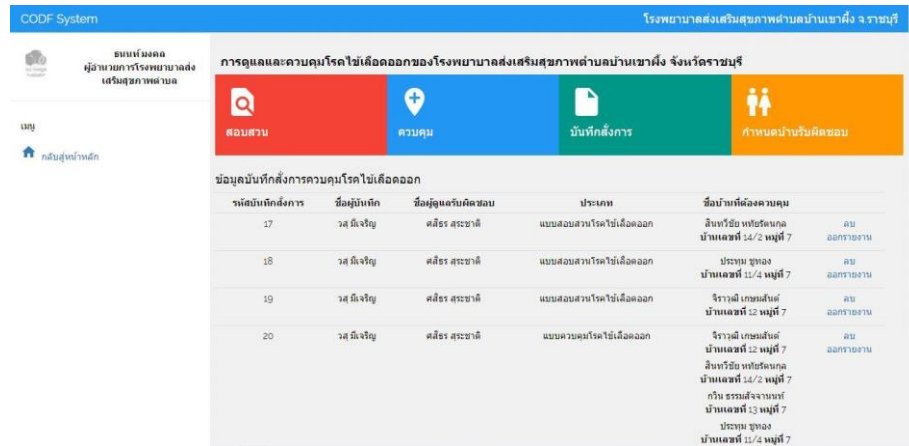 CODF System
โรงพยาบาลส่งเสริมสุขภาพตำบลบ้านเขาผึ้ง จ.ราชบุรี
ธนนท์มงคล
ผู้อำนวยการโรงพยาบาลส่ง
เสริมสุขภาพตำบล
เมนู
กลับสู่หน้าหลัก
การดูแลและควบคุมโรคไข้เลือดออกของโรงพยาบาลส่งเสริมสุขภาพตำบลบ้านเขาผึ้ง จังหวัดราชบุรี
สอบสวน ควบคุม บันทึกสั่งการ กำหนดบ้านรับผิดชอบ
ข้อมูลบันทึกสั่งการควบคุมโรคไข้เลือดออก
รหัสบันทึกสั่งการ ชื่อผู้บันทึก ชื่อผู้ดูแลรับผิดชอบ ประเภท ชื่อบ้านที่ต้องควบคุม
17 วสุ มีเจริญ ศศิธร สุระชาติ แบบสอบสวนโรคไข้เลือดออก สินทวีชัย หทัยรัตนกุล ลบ
บ้านเลขที่ 14/2 หมู่ที่ 7 ออกรายงาน
18 วสุ มีเจริญ ศศิธร สุระชาติ แบบสอบสวนโรคไข้เลือดออก ประทุม ชูทอง ลบ
บ้านเลขที่ 11/4 หมู่ที่ 7 ออกรายงาน
19 วสุ มีเจริญ ศศิธร สุระชาติ แบบสอบสวนโรคไข้เลือดออก จิราวุฒิ เกษมสันต์ ลบ
บ้านเลขที่ 12 หมู่ที่ 7 ออกรายงาน
20 วสุ มีเจริญ ศศิธร สุระชาติ แบบควบคุมโรคไข้เลือดออก จิราวุฒิ เกษมสันต์ ลบ
บ้านเลขที่ 12 หมู่ที่ 7 ออกรายงาน
สินทวีชัย หทัยรัตนกุล
บ้านเลขที่ 14/2 หมู่ที่ 7
กวิน ธรรมสัจจานนท์
บ้านเลขที่ 13 หมู่ที่ 7
ประทุม ชูทอง
บ้านเลขที่ 11/4 หมู่ที่ 7